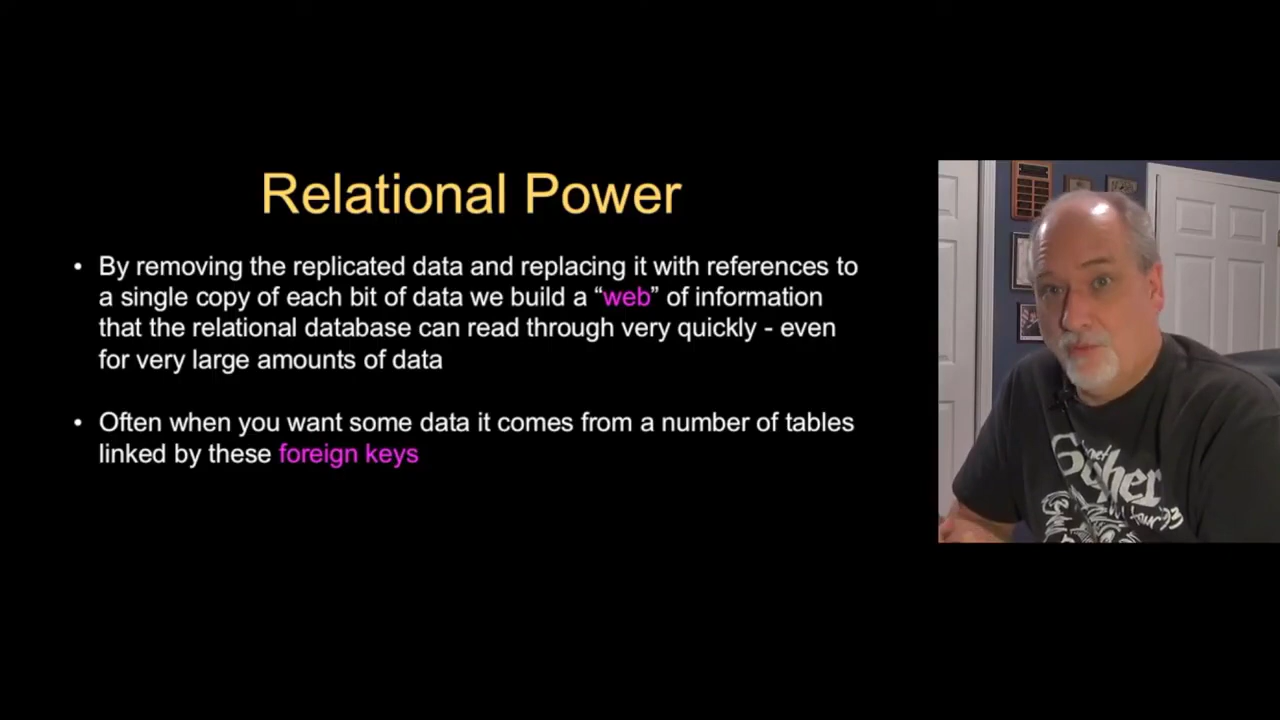 Relational Power
• By removing the replicated data and replacing it with references to
a single copy of each bit of data we build a “web” of information
that the relational database can read through very quickly - even
for very large amounts of data
• Often when you want some data it comes from a number of tables
linked by these foreign keys